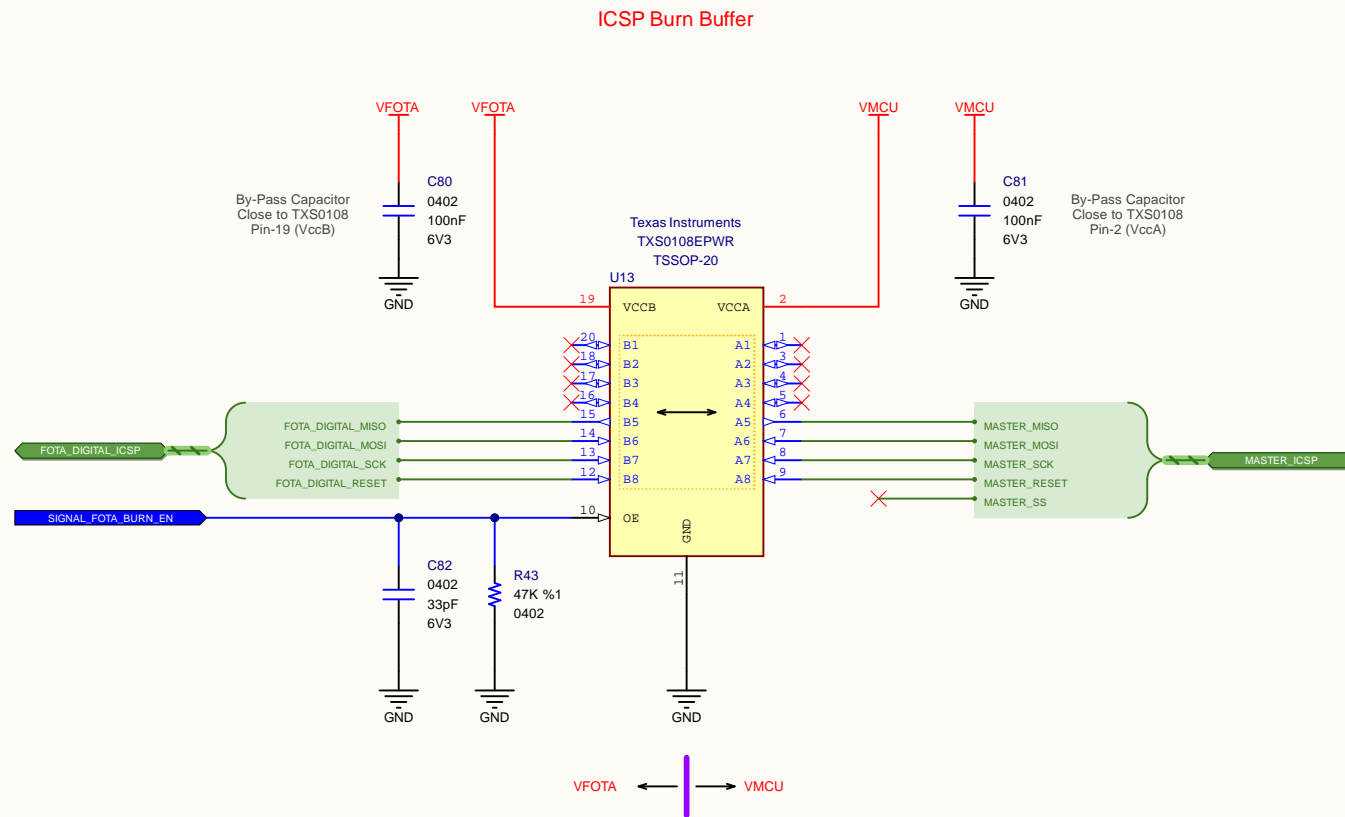 ICSP Burn Buffer
VFOTA
VFOTA
VMCU
VMCU
By-Pass Capacitor
Close to TXS0108
Pin-19 (VccB)
C80
0402
100nF
6V3
GND
Texas Instruments
TXS0108EPWR
TSSOP-20
U13
C81
0402
100nF
6V3
GND
By-Pass Capacitor
Close to TXS0108
Pin-2 (VccA)
19 VCCB VCCA 2
20 B1 A1 1
18 B2 A2 3
17 B3 A3 4
16 B4 A4 5
15 B5 A5 6
14 B6 A6 7
13 B7 A7 8
12 B8 A8 9
10 OE
GND
11
FOTA_DIGITAL_ICSP
FOTA_DIGITAL_MISO
FOTA_DIGITAL_MOSI
FOTA_DIGITAL_SCK
FOTA_DIGITAL_RESET
SIGNAL_FOTA_BURN_EN
MASTER_MISO
MASTER_MOSI
MASTER_SCK
MASTER_RESET
MASTER_SS
MASTER_ICSP
C82
0402
33pF
6V3
GND
R43
47K %1
0402
GND
GND
VFOTA
VMCU